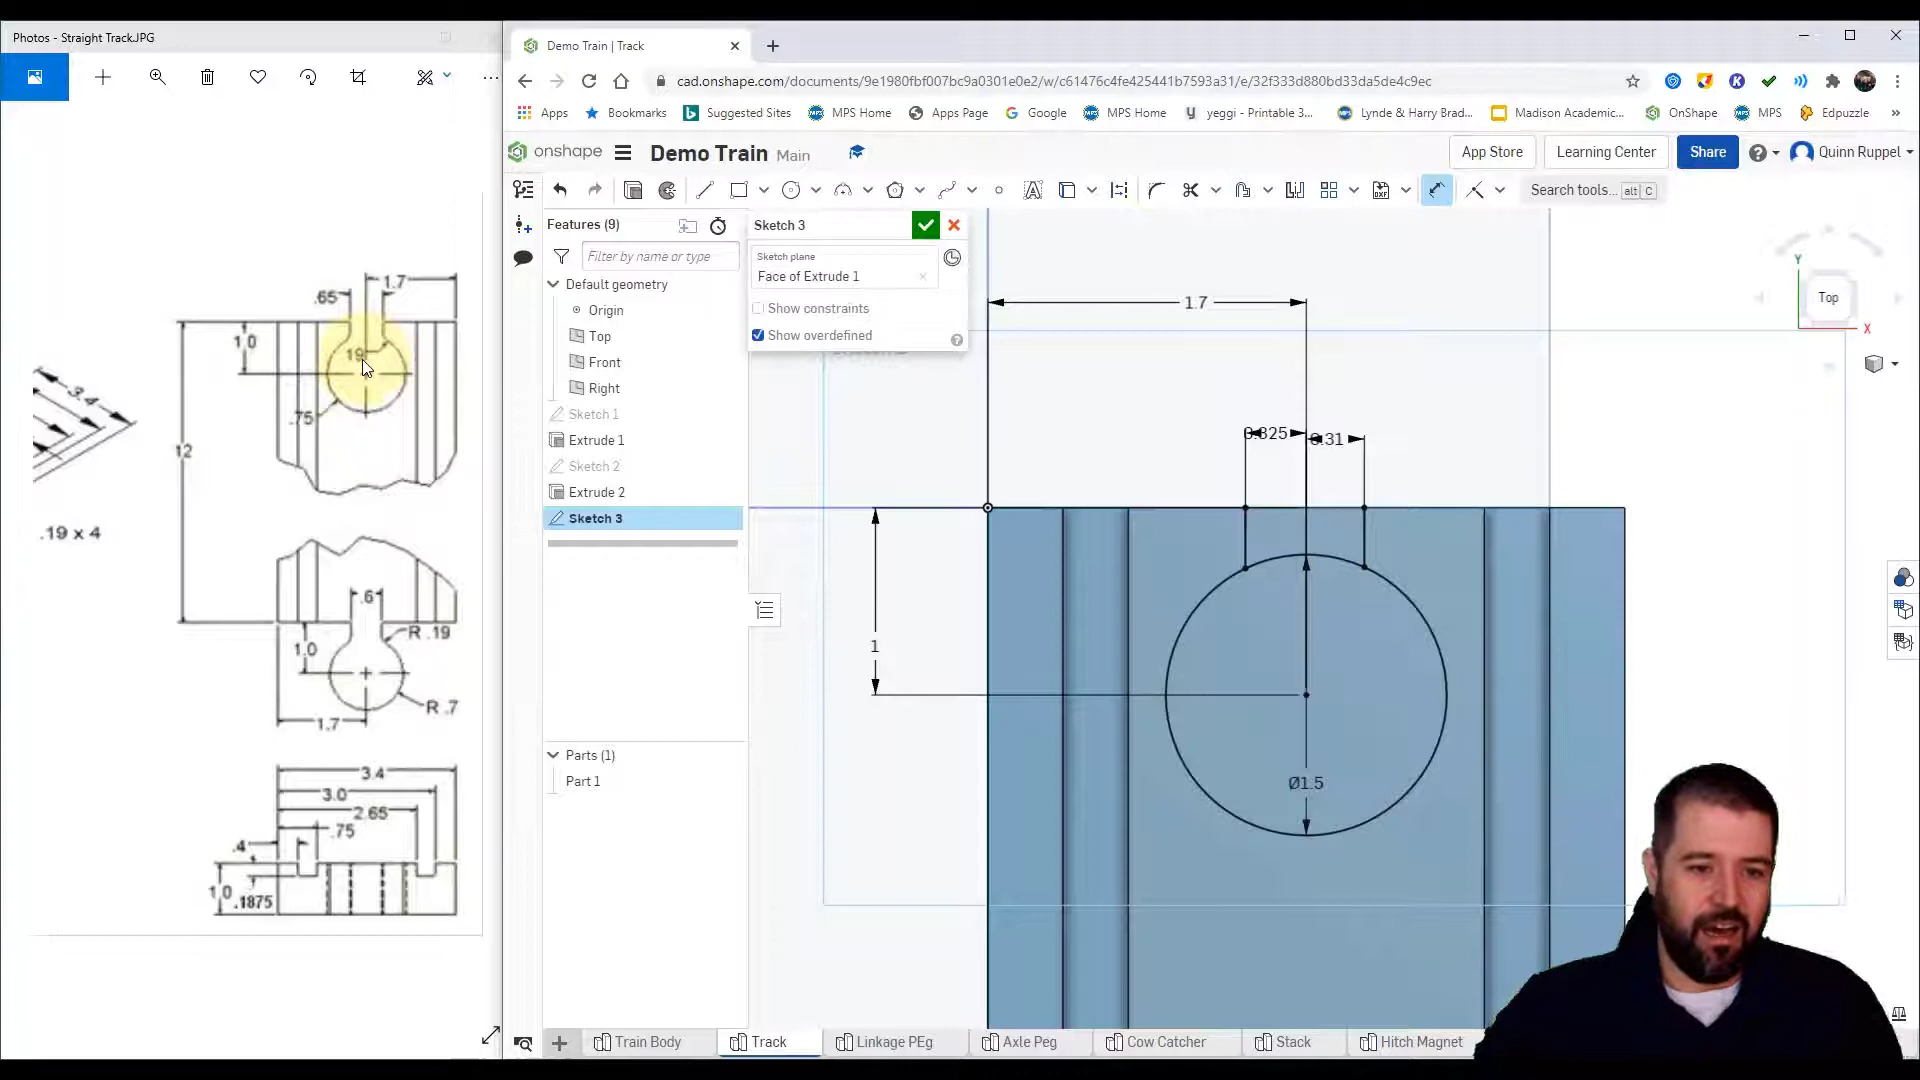 Photos - Straight Track.JPG
1.7
.65
1.0
.19
.75
3.4
12
.19 x 4
.6
R .19
1.0
R .7
1.7
3.4
3.0
2.65
.75
.4
1.0
.1875
Demo Train | Track
cad.onshape.com/documents/9e1980fbf007bc9a0301e0e2/w/c61476c4fe425441b7593a31/e/32f333d880bd33da5de4c9ec
Apps Bookmarks Suggested Sites MPS Home Apps Page Google MPS Home yeggi - Printable 3... Lynde & Harry Brad... Madison Academic... OnShape MPS Edpuzzle »
onshape Demo Train Main App Store Learning Center Share Quinn Ruppel
Search tools... alt C
Features (9)
Filter by name or type
Default geometry
Origin
Top
Front
Right
Sketch 1
Extrude 1
Sketch 2
Extrude 2
Sketch 3
Parts (1)
Part 1
Sketch 3
Sketch plane
Face of Extrude 1
Show constraints
Show overdefined
1.7
0.325
0.31
1
Ø1.5
Y
Top
X
Train Body Track Linkage PEg Axle Peg Cow Catcher Stack Hitch Magnet